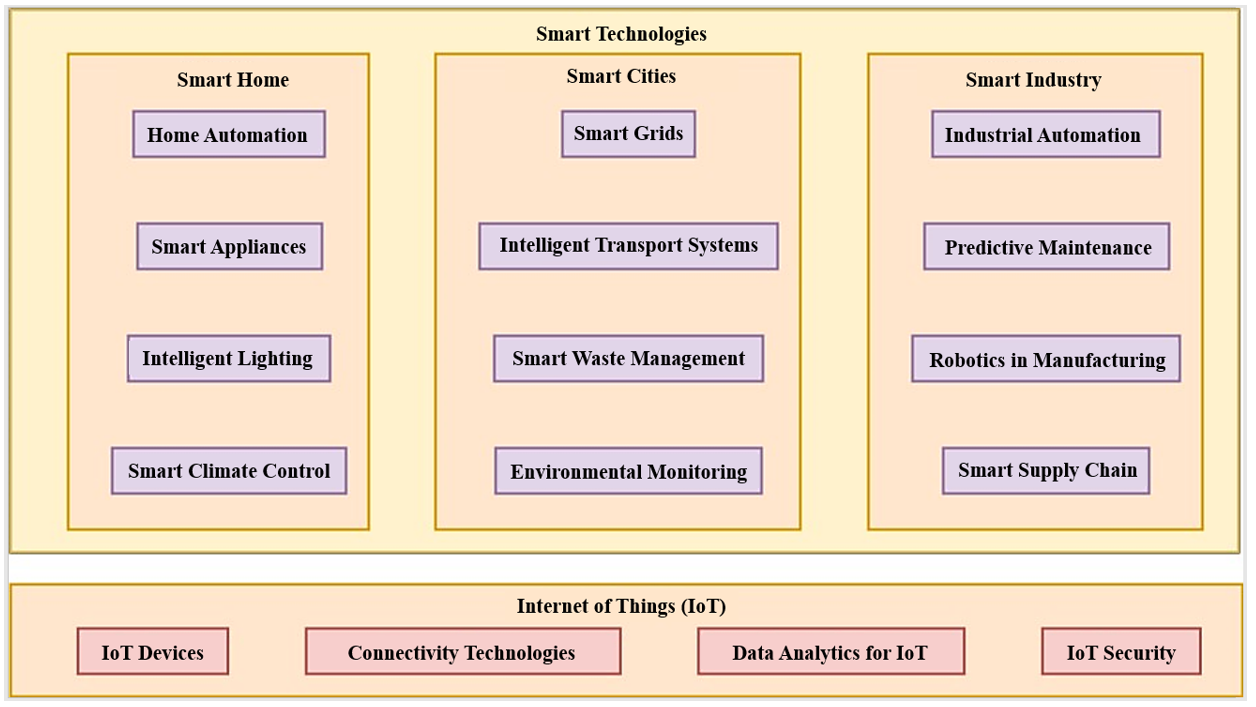 Smart Technologies
Smart Home
Home Automation
Smart Appliances
Intelligent Lighting
Smart Climate Control
Smart Cities
Smart Grids
Intelligent Transport Systems
Smart Waste Management
Environmental Monitoring
Smart Industry
Industrial Automation
Predictive Maintenance
Robotics in Manufacturing
Smart Supply Chain
Internet of Things (IoT)
IoT Devices
Connectivity Technologies
Data Analytics for IoT
IoT Security